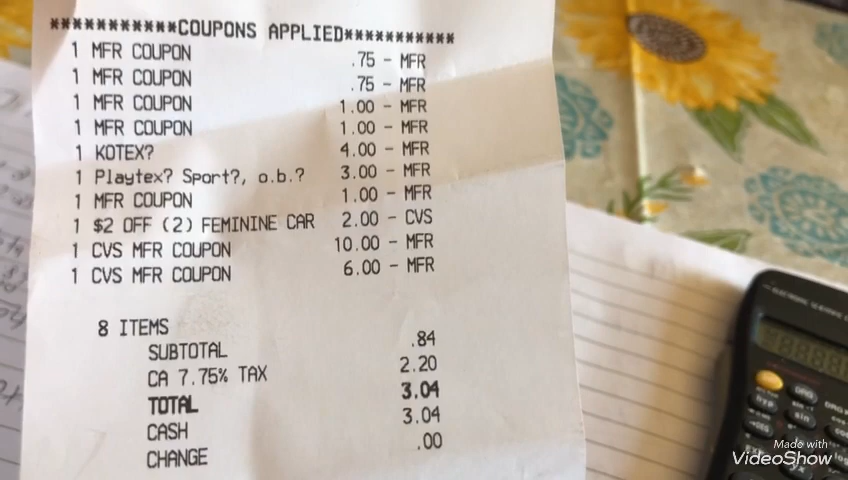 ***********COUPONS APPLIED***********
1 MFR COUPON .75 - MFR
1 MFR COUPON .75 - MFR
1 MFR COUPON 1.00 - MFR
1 MFR COUPON 1.00 - MFR
1 KOTEX? 4.00 - MFR
1 Playtex? Sport?, o.b.? 3.00 - MFR
1 MFR COUPON 1.00 - MFR
1 $2 OFF (2) FEMININE CAR 2.00 - CVS
1 CVS MFR COUPON 10.00 - MFR
1 CVS MFR COUPON 6.00 - MFR
8 ITEMS
SUBTOTAL .84
CA 7.75% TAX 2.20
TOTAL 3.04
CASH 3.04
CHANGE .00
DRG
hyp
sin
Made with
VideoShow